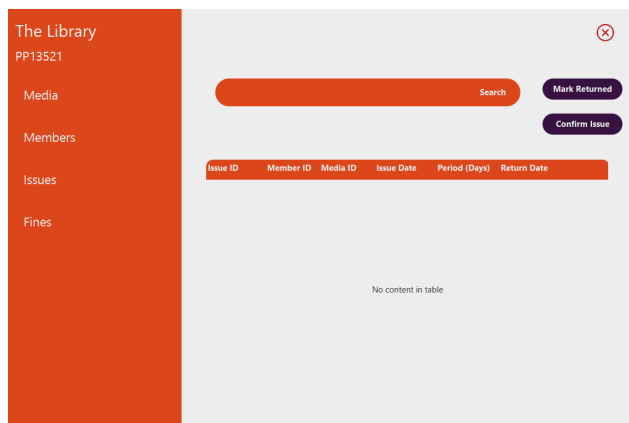 The Library
PP13521
Media
Members
Issues
Fines
Search
Mark Returned
Confirm Issue
Issue ID Member ID Media ID Issue Date Period (Days) Return Date
No content in table